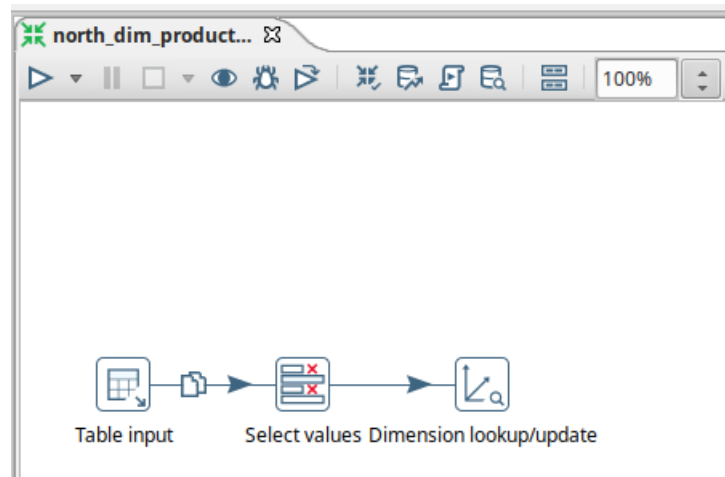 north_dim_product...
100%
Table input
Select values
Dimension lookup/update